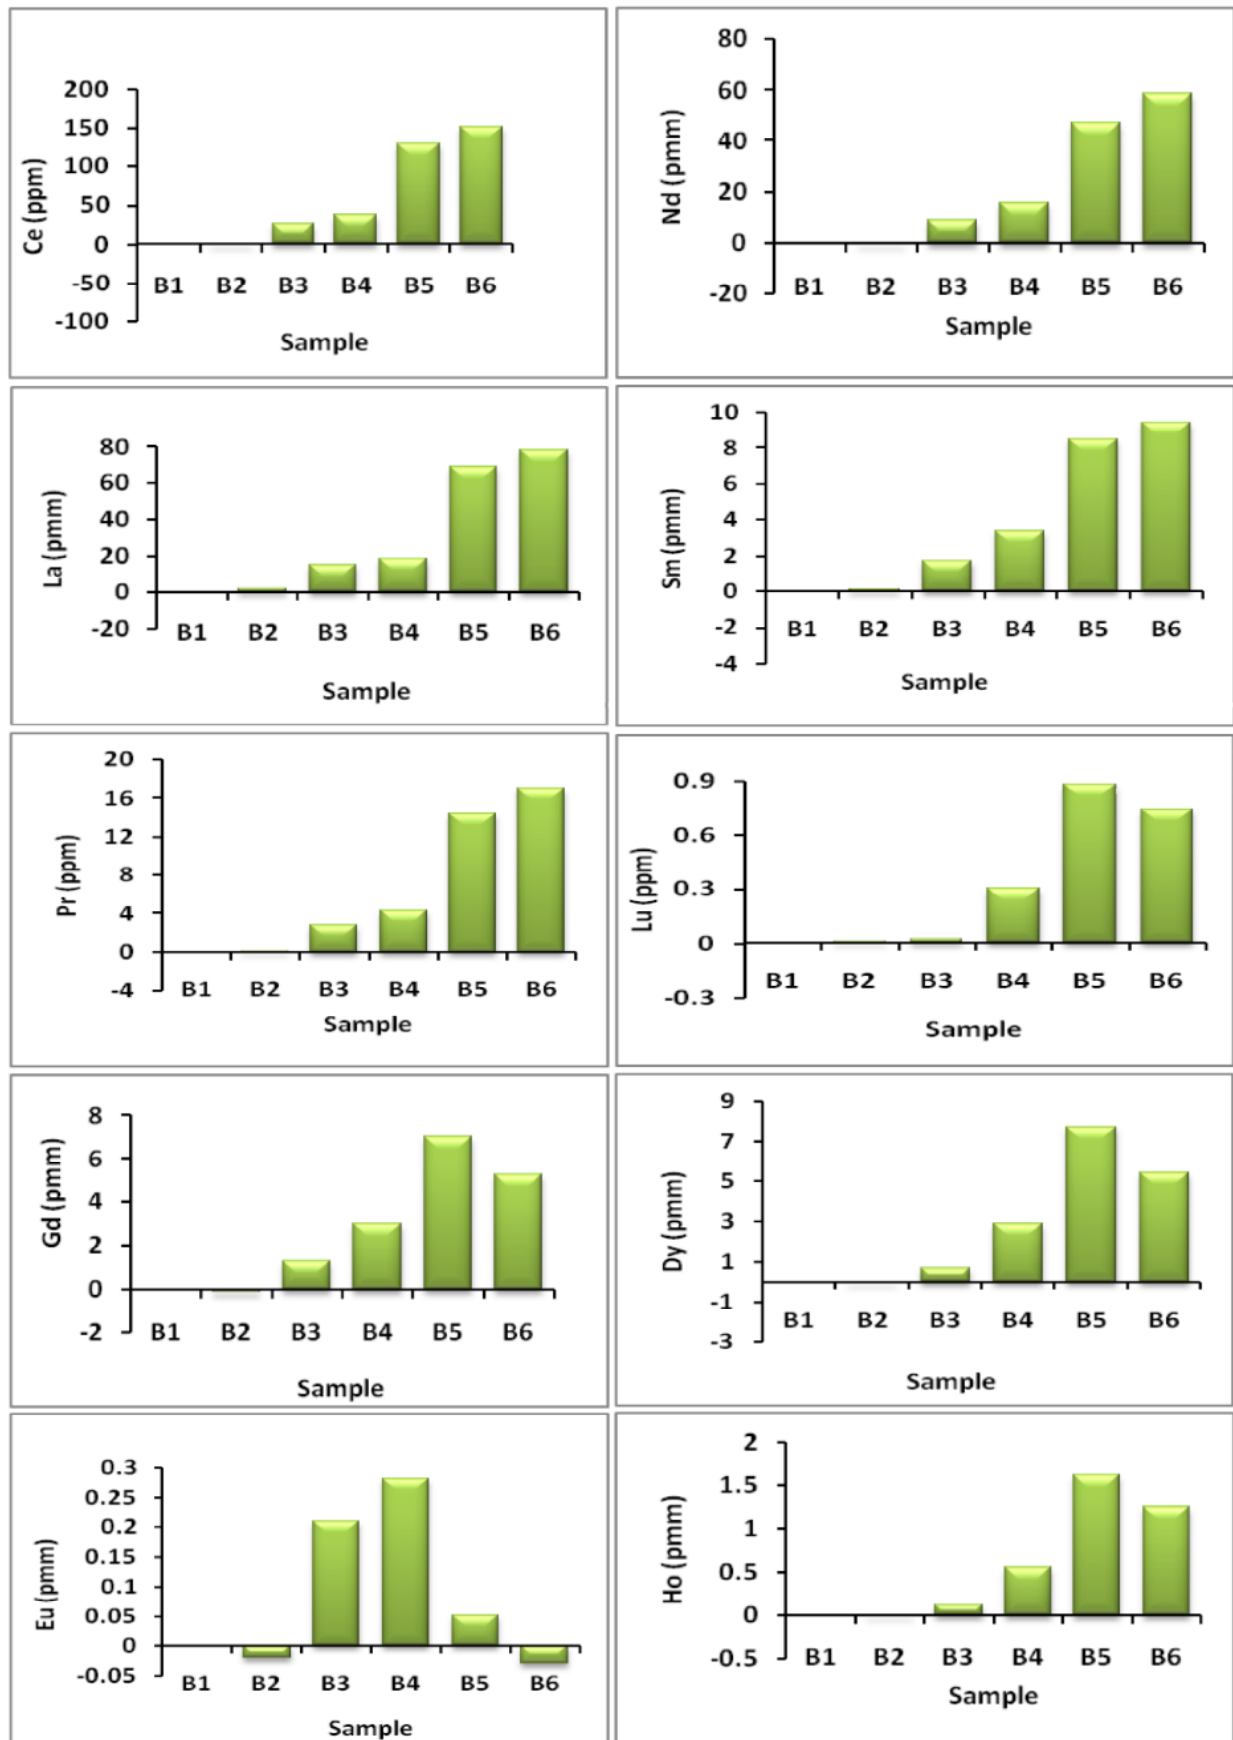 Ce (ppm)
200
150
100
50
0
-50
-100
B1 B2 B3 B4 B5 B6
Sample
Nd (pmm)
80
60
40
20
0
-20
B1 B2 B3 B4 B5 B6
Sample
La (pmm)
80
60
40
20
0
-20
B1 B2 B3 B4 B5 B6
Sample
Sm (pmm)
10
8
6
4
2
0
-2
-4
B1 B2 B3 B4 B5 B6
Sample
Pr (ppm)
20
16
12
8
4
0
-4
B1 B2 B3 B4 B5 B6
Sample
Lu (ppm)
0.9
0.6
0.3
0
-0.3
B1 B2 B3 B4 B5 B6
Sample
Gd (pmm)
8
6
4
2
0
-2
B1 B2 B3 B4 B5 B6
Sample
Dy (pmm)
9
7
5
3
1
-1
-3
B1 B2 B3 B4 B5 B6
Sample
Eu (pmm)
0.3
0.25
0.2
0.15
0.1
0.05
0
-0.05
B1 B2 B3 B4 B5 B6
Sample
Ho (pmm)
2
1.5
1
0.5
0
-0.5
B1 B2 B3 B4 B5 B6
Sample